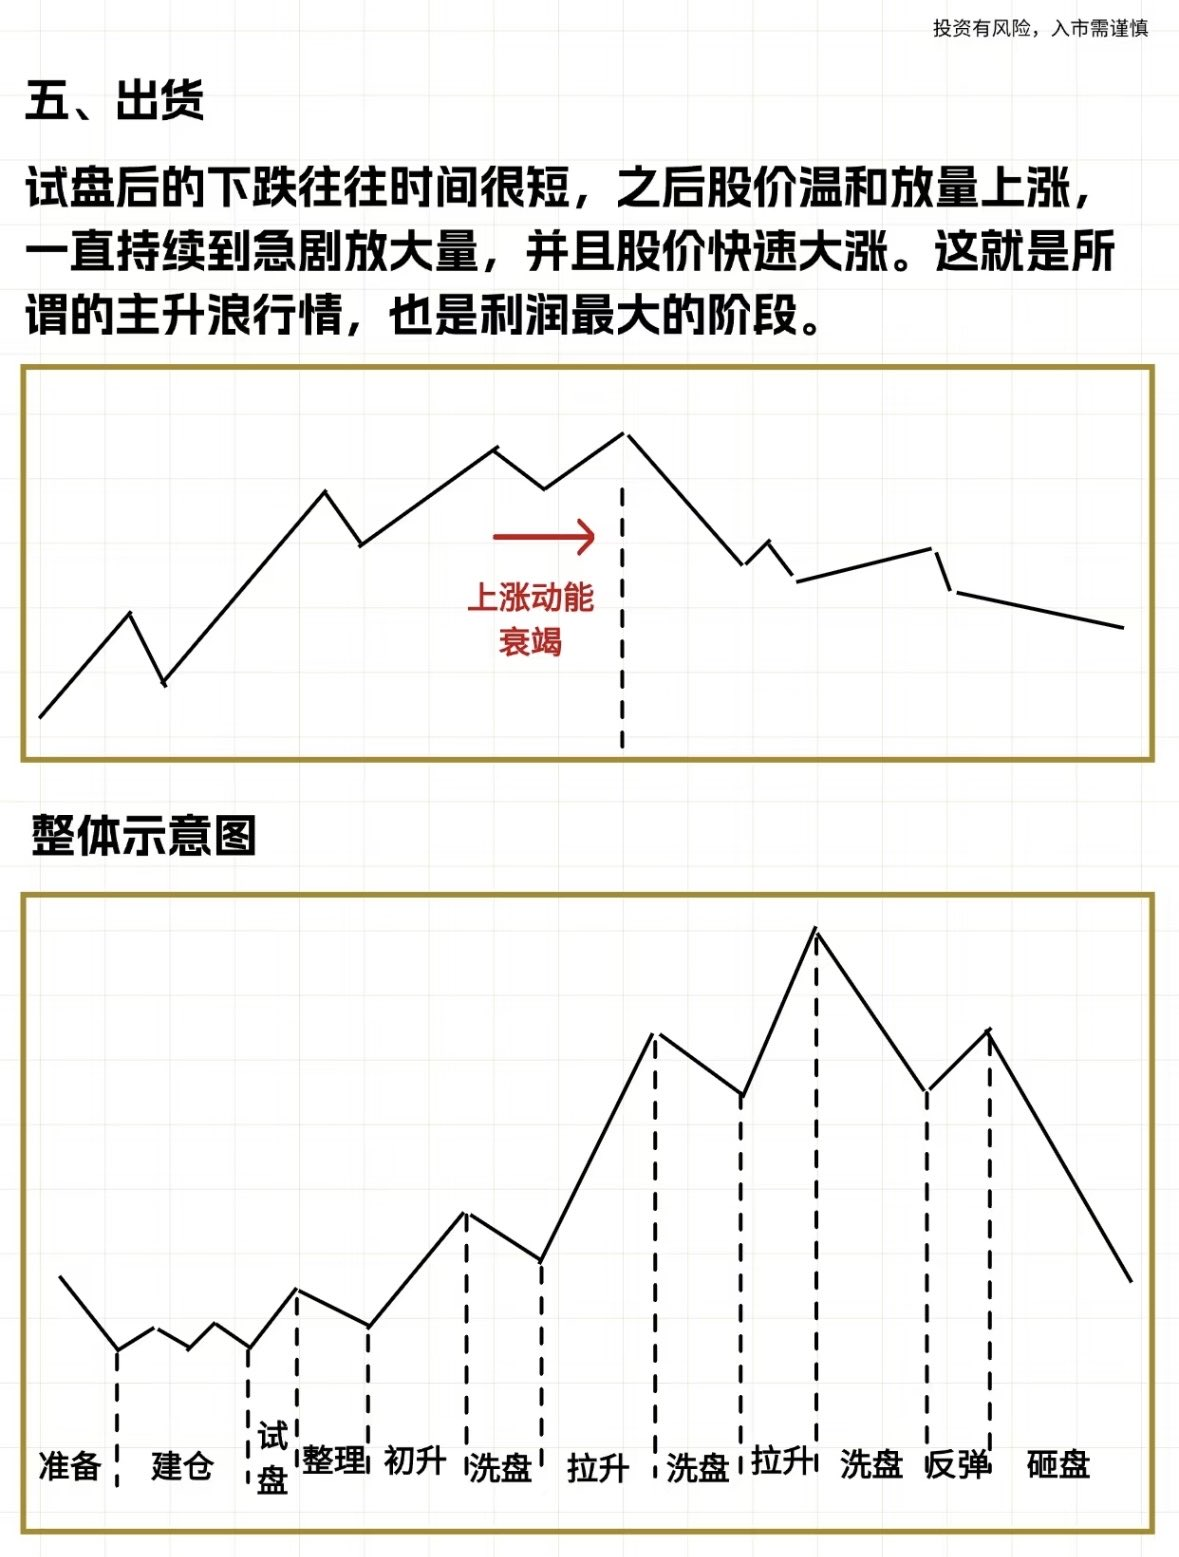 投资有风险，入市需谨慎
五、出货
试盘后的下跌往往时间很短，之后股价温和放量上涨，
一直持续到急剧放大量，并且股价快速大涨。这就是所
谓的主升浪行情，也是利润最大的阶段。
上涨动能
衰竭
整体示意图
准备
建仓
试
盘
整理
初升
洗盘
拉升
洗盘
拉升
洗盘
反弹
砸盘